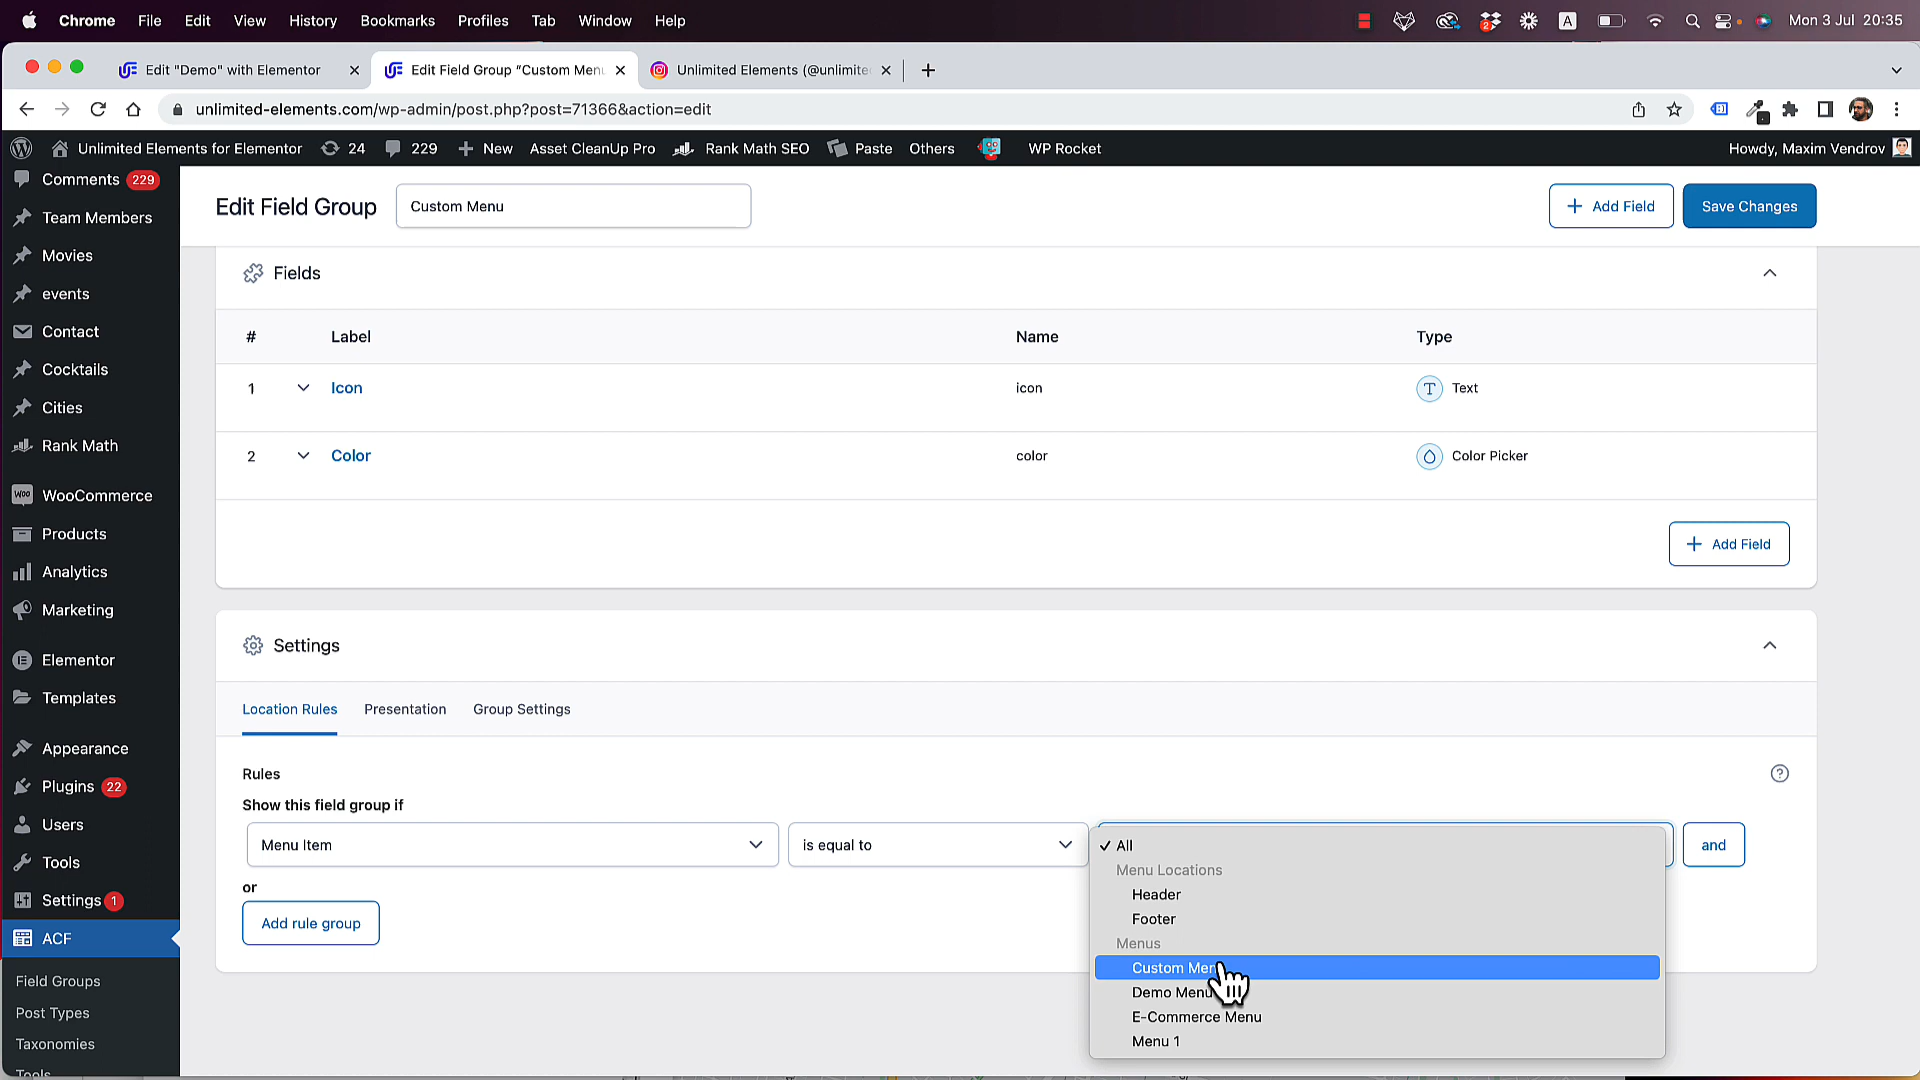 Chrome File Edit View History Bookmarks Profiles Tab Window Help
2 A Mon 3 Jul 20:35
Edit "Demo" with Elementor Edit Field Group "Custom Menu Unlimited Elements (@unlimite
unlimited-elements.com/wp-admin/post.php?post=71366&action=edit
Unlimited Elements for Elementor 24 229 New Asset CleanUp Pro Rank Math SEO Paste Others WP Rocket Howdy, Maxim Vendrov
Comments 229
Team Members
Movies
events
Contact
Cocktails
Cities
Rank Math
Woo WooCommerce
Products
Analytics
Marketing
Elementor
Templates
Appearance
Plugins 22
Users
Tools
Settings 1
ACF
Field Groups
Post Types
Taxonomies
Tools
Edit Field Group Custom Menu Add Field Save Changes
Fields
# Label Name Type
1 Icon icon T Text
2 Color color Color Picker
Add Field
Settings
Location Rules Presentation Group Settings
Rules ?
Show this field group if
Menu Item is equal to and
or
Add rule group
All
Menu Locations
Header
Footer
Menus
Custom Men
Demo Menu
E-Commerce Menu
Menu 1